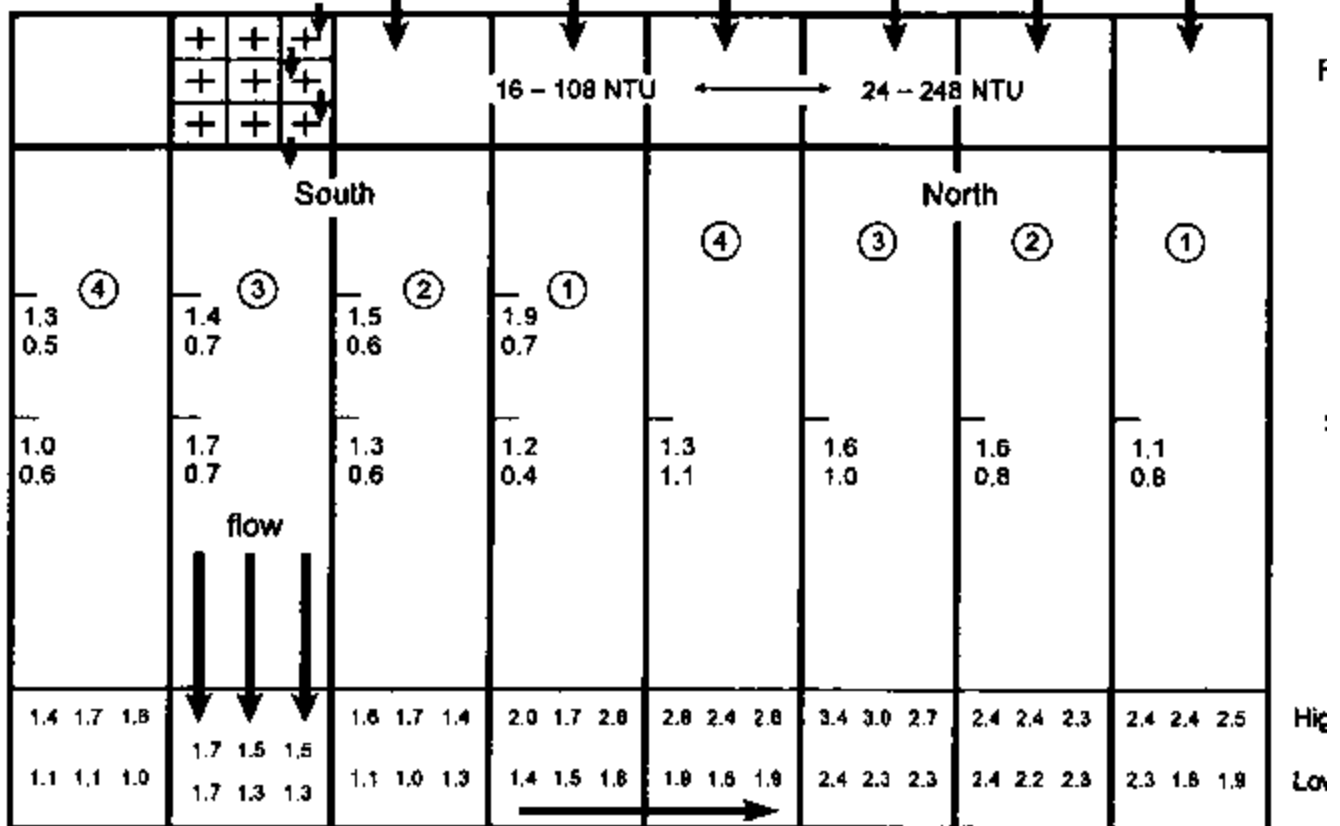 + + +
+ + +
+ + +
16 – 108 NTU 24 – 248 NTU
F
South North
④ ③ ② ①
④ ③ ② ①
1.3 1.4 1.5 1.9
0.5 0.7 0.6 0.7
1.0 1.7 1.3 1.2 1.3 1.6 1.6 1.1
0.6 0.7 0.6 0.4 1.1 1.0 0.8 0.8
flow
1.4 1.7 1.8 1.6 1.7 1.4 2.0 1.7 2.8 2.8 2.4 2.8 3.4 3.0 2.7 2.4 2.4 2.3 2.4 2.4 2.5 Hig
1.7 1.5 1.5
1.1 1.1 1.0 1.1 1.0 1.3 1.4 1.5 1.8 1.9 1.6 1.9 2.4 2.3 2.3 2.4 2.2 2.3 2.3 1.8 1.9 Low
1.7 1.3 1.3